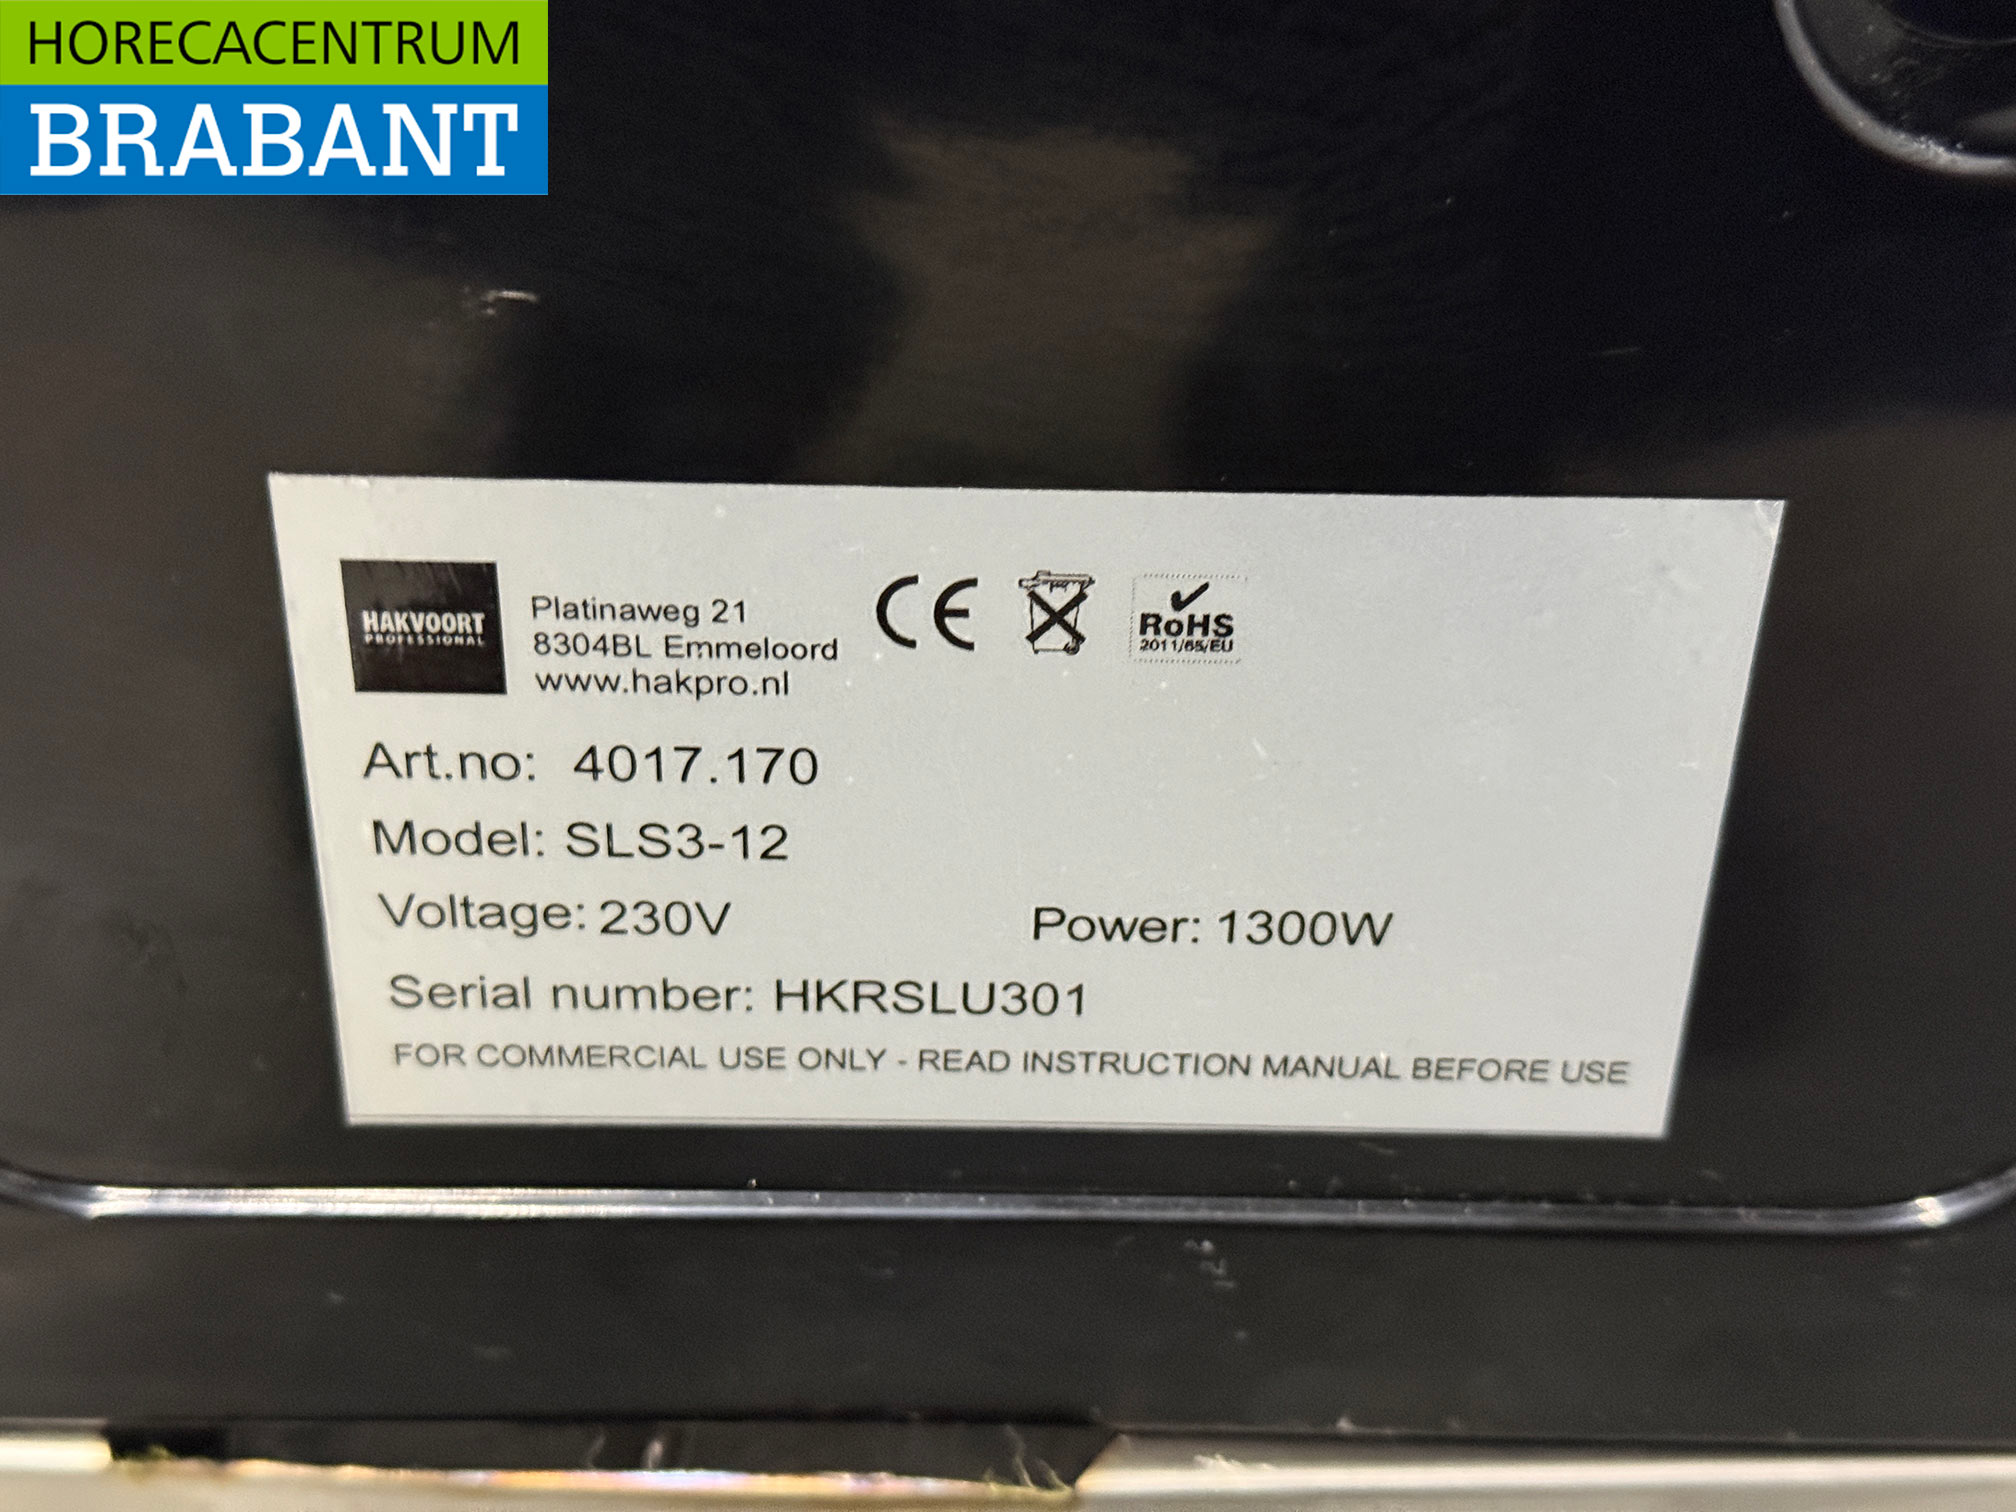 HORECACENTRUM
BRABANT
HAKVOORT
PROFESSIONAL
Platinaweg 21
8304BL Emmeloord
www.hakpro.nl
CE
RoHS
2011/65/EU
Art.no: 4017.170
Model: SLS3-12
Voltage: 230V Power: 1300W
Serial number: HKRSLU301
FOR COMMERCIAL USE ONLY - READ INSTRUCTION MANUAL BEFORE USE